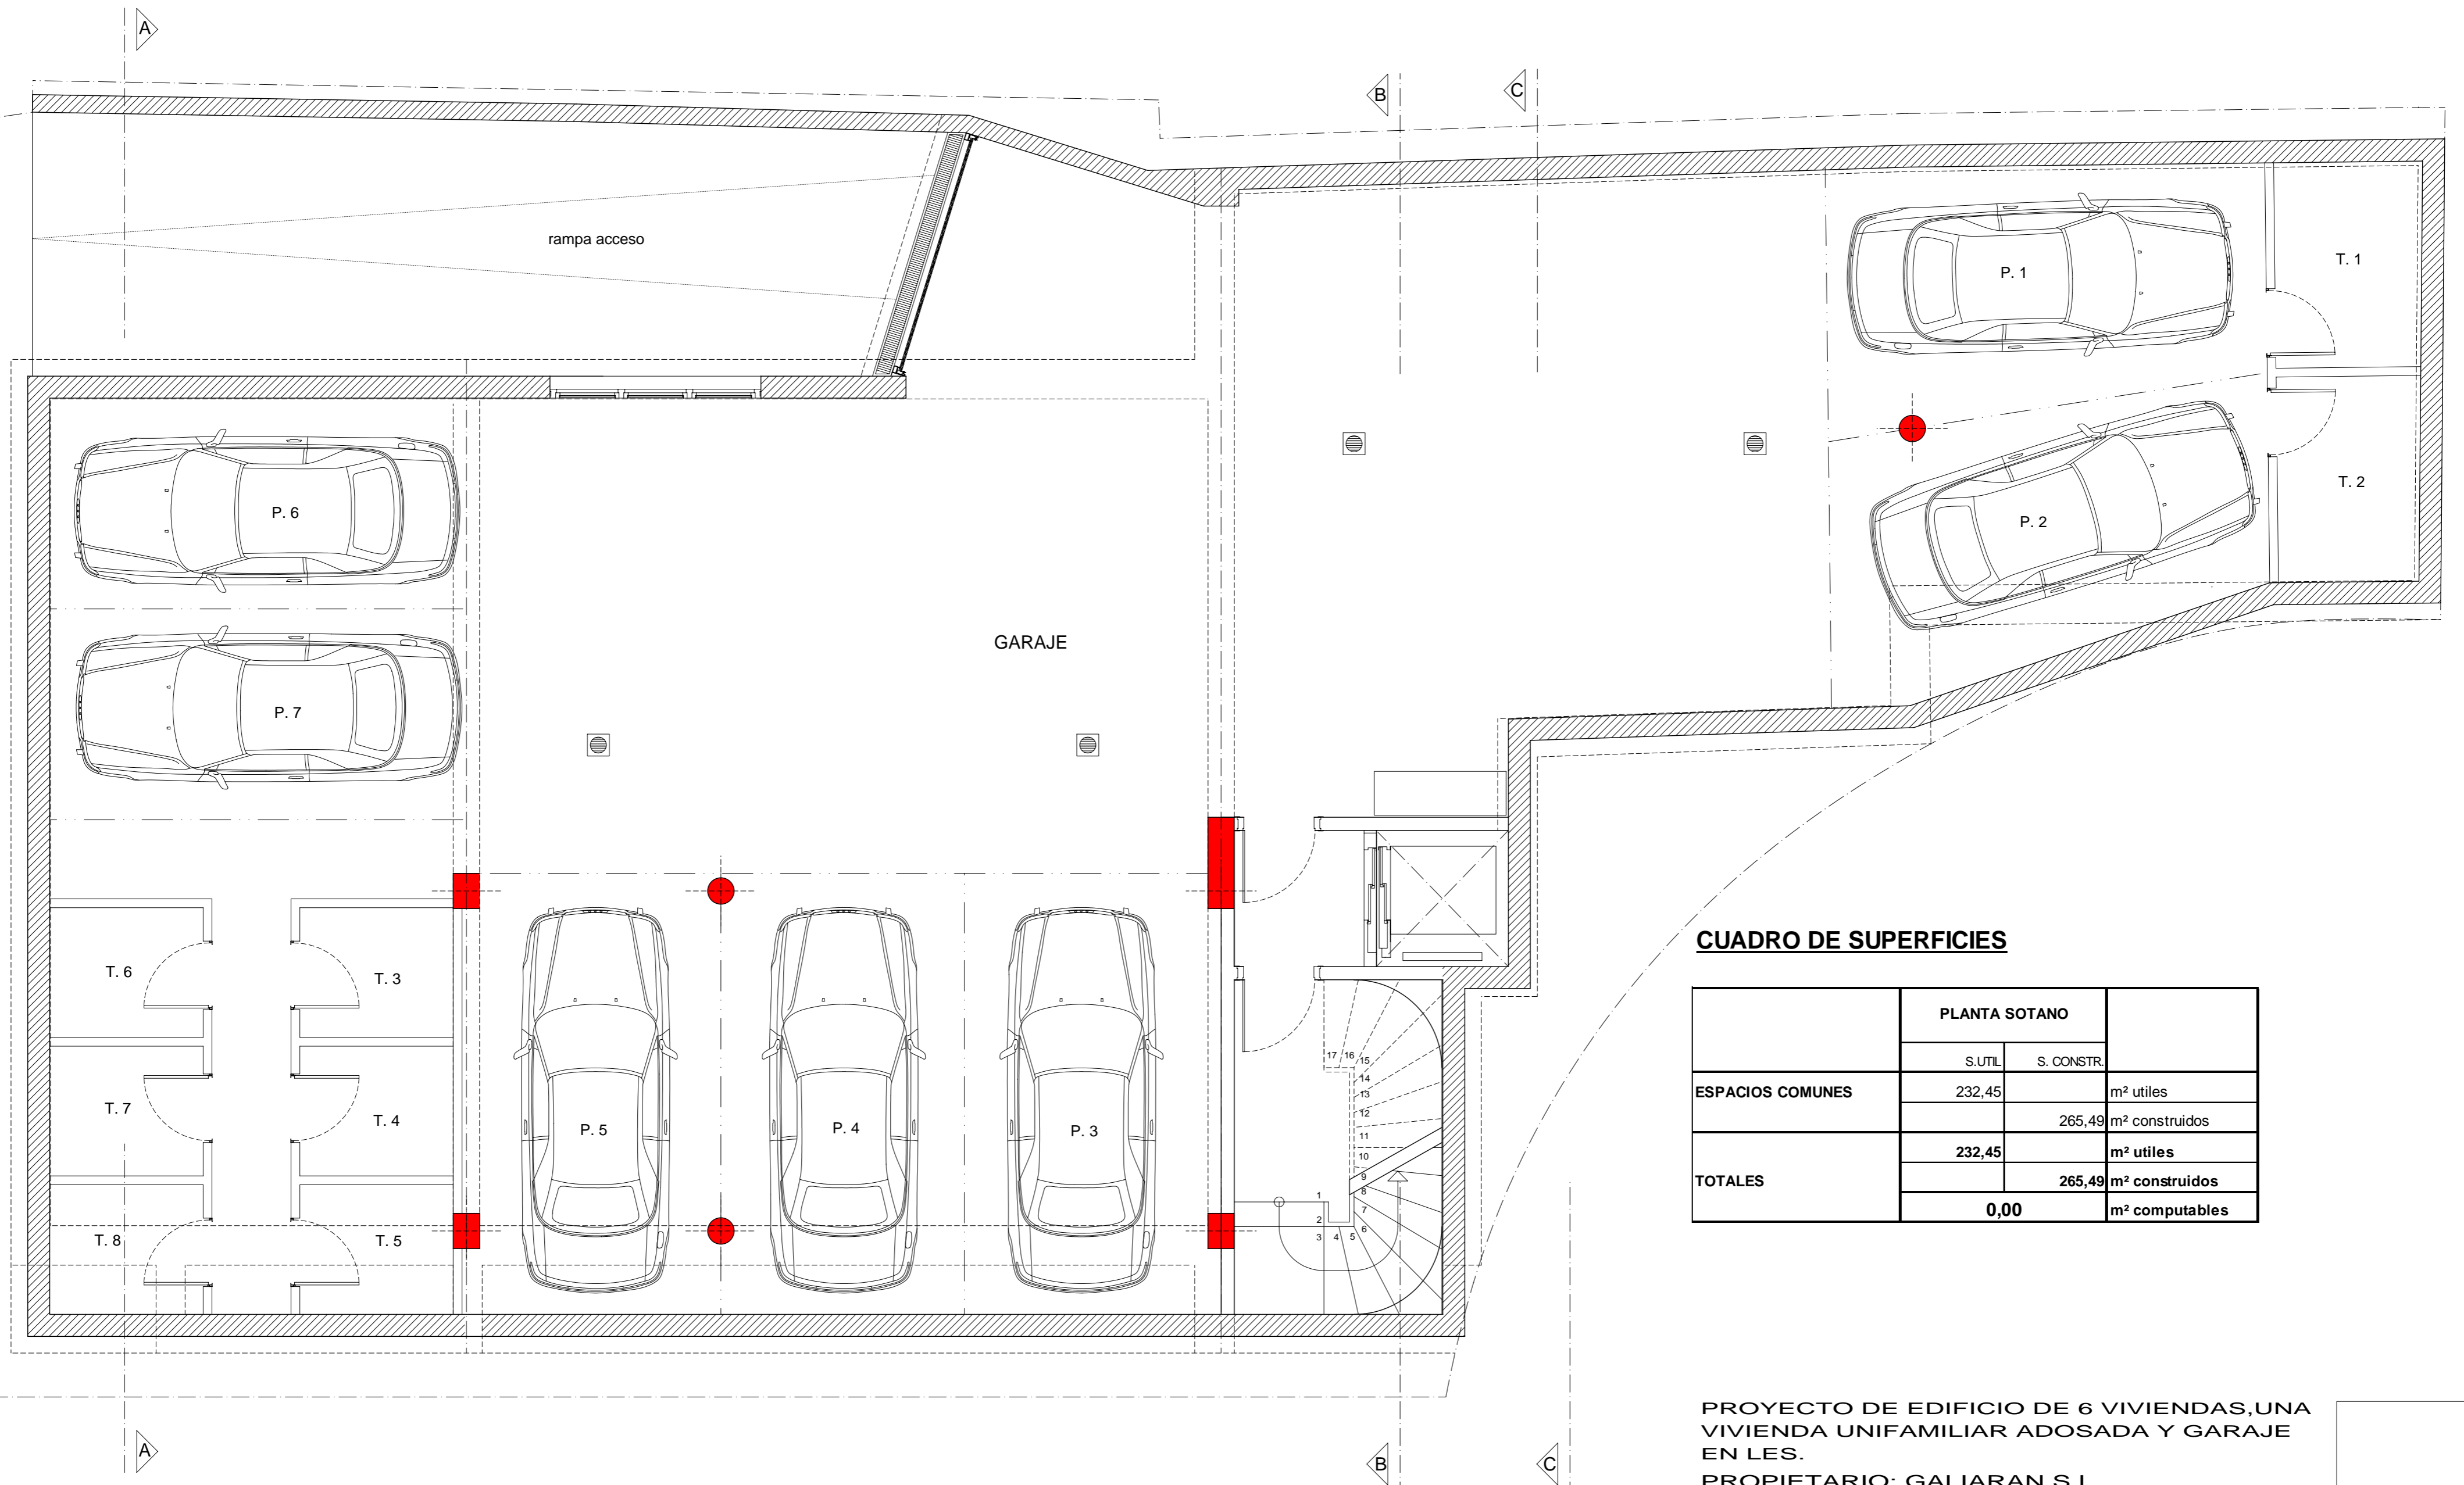 A
B
C
rampa acceso
P. 1
T. 1
P. 6
T. 2
P. 2
GARAJE
P. 7
CUADRO DE SUPERFICIES
T. 6
T. 3
PLANTA SOTANO
S.UTIL S. CONSTR.
ESPACIOS COMUNES 232,45 m² utiles
265,49 m² construidos
TOTALES 232,45 m² utiles
265,49 m² construidos
0,00 m² computables
17 16 15
14
13
12
11
10
9
8
7
6
5
4
3
2
1
T. 7
T. 4
P. 5
P. 4
P. 3
T. 8
T. 5
PROYECTO DE EDIFICIO DE 6 VIVIENDAS,UNA
VIVIENDA UNIFAMILIAR ADOSADA Y GARAJE
EN LES.
PROPIETARIO: GALIARAN S.L.
A
B
C